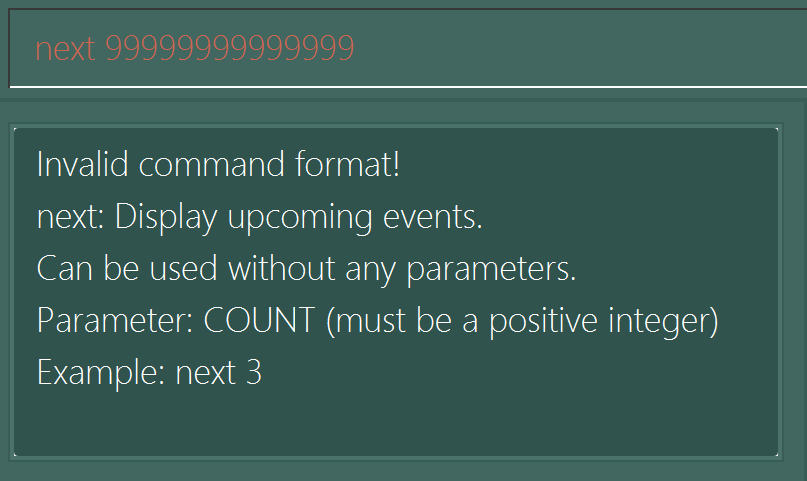 next 99999999999999
Invalid command format!
next: Display upcoming events.
Can be used without any parameters.
Parameter: COUNT (must be a positive integer)
Example: next 3